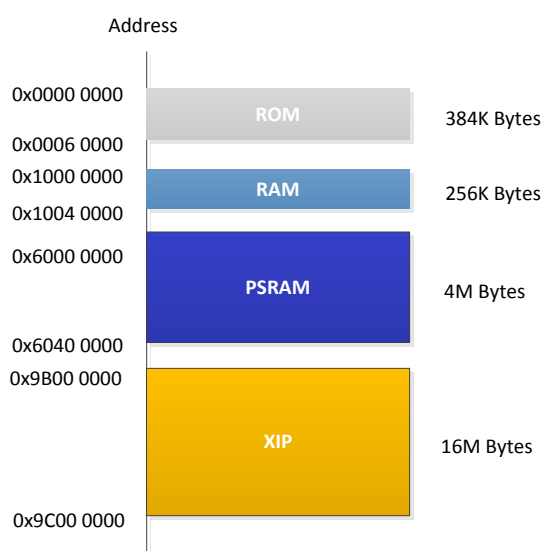 Address
0x0000 0000
ROM
384K Bytes
0x0006 0000
0x1000 0000
RAM
256K Bytes
0x1004 0000
0x6000 0000
PSRAM
4M Bytes
0x6040 0000
0x9B00 0000
XIP
16M Bytes
0x9C00 0000